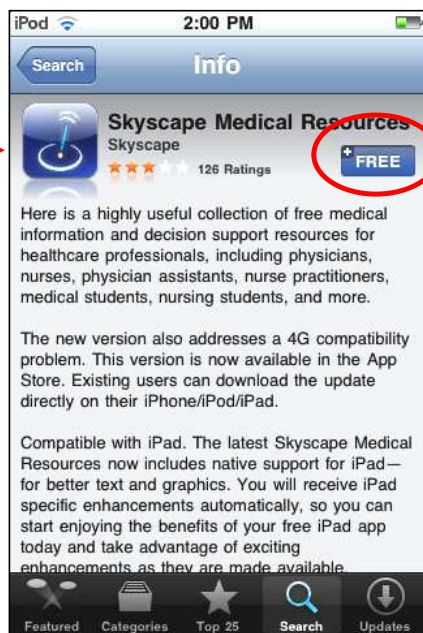 iPod 2:00 PM
Search Info
Skyscape Medical Resources
Skyscape
126 Ratings
FREE
Here is a highly useful collection of free medical
information and decision support resources for
healthcare professionals, including physicians,
nurses, physician assistants, nurse practitioners,
medical students, nursing students, and more.
The new version also addresses a 4G compatibility
problem. This version is now available in the App
Store. Existing users can download the update
directly on their iPhone/iPod/iPad.
Compatible with iPad. The latest Skyscape Medical
Resources now includes native support for iPad—
for better text and graphics. You will receive iPad
specific enhancements automatically, so you can
start enjoying the benefits of your free iPad app
today and take advantage of exciting
enhancements as they are made available.
Featured Categories Top 25 Search Updates